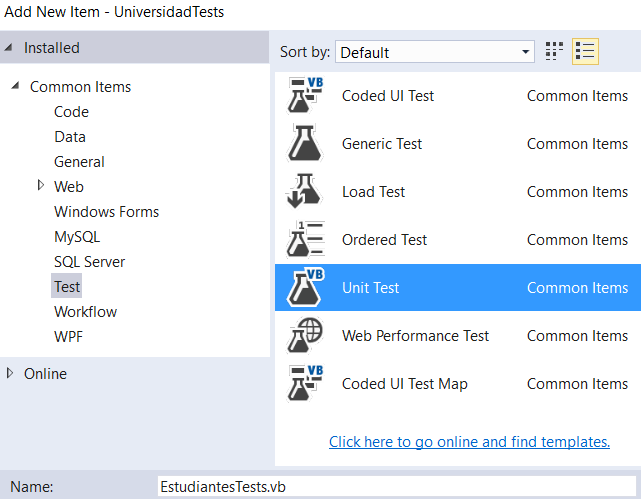 Add New Item - UniversidadTests
Installed
Common Items
Code
Data
General
Web
Windows Forms
MySQL
SQL Server
Test
Workflow
WPF
Online
Sort by: Default
VB Coded UI Test Common Items
Generic Test Common Items
Load Test Common Items
1 Ordered Test Common Items
VB Unit Test Common Items
Web Performance Test Common Items
VB Coded UI Test Map Common Items
Click here to go online and find templates.
Name: EstudiantesTests.vb